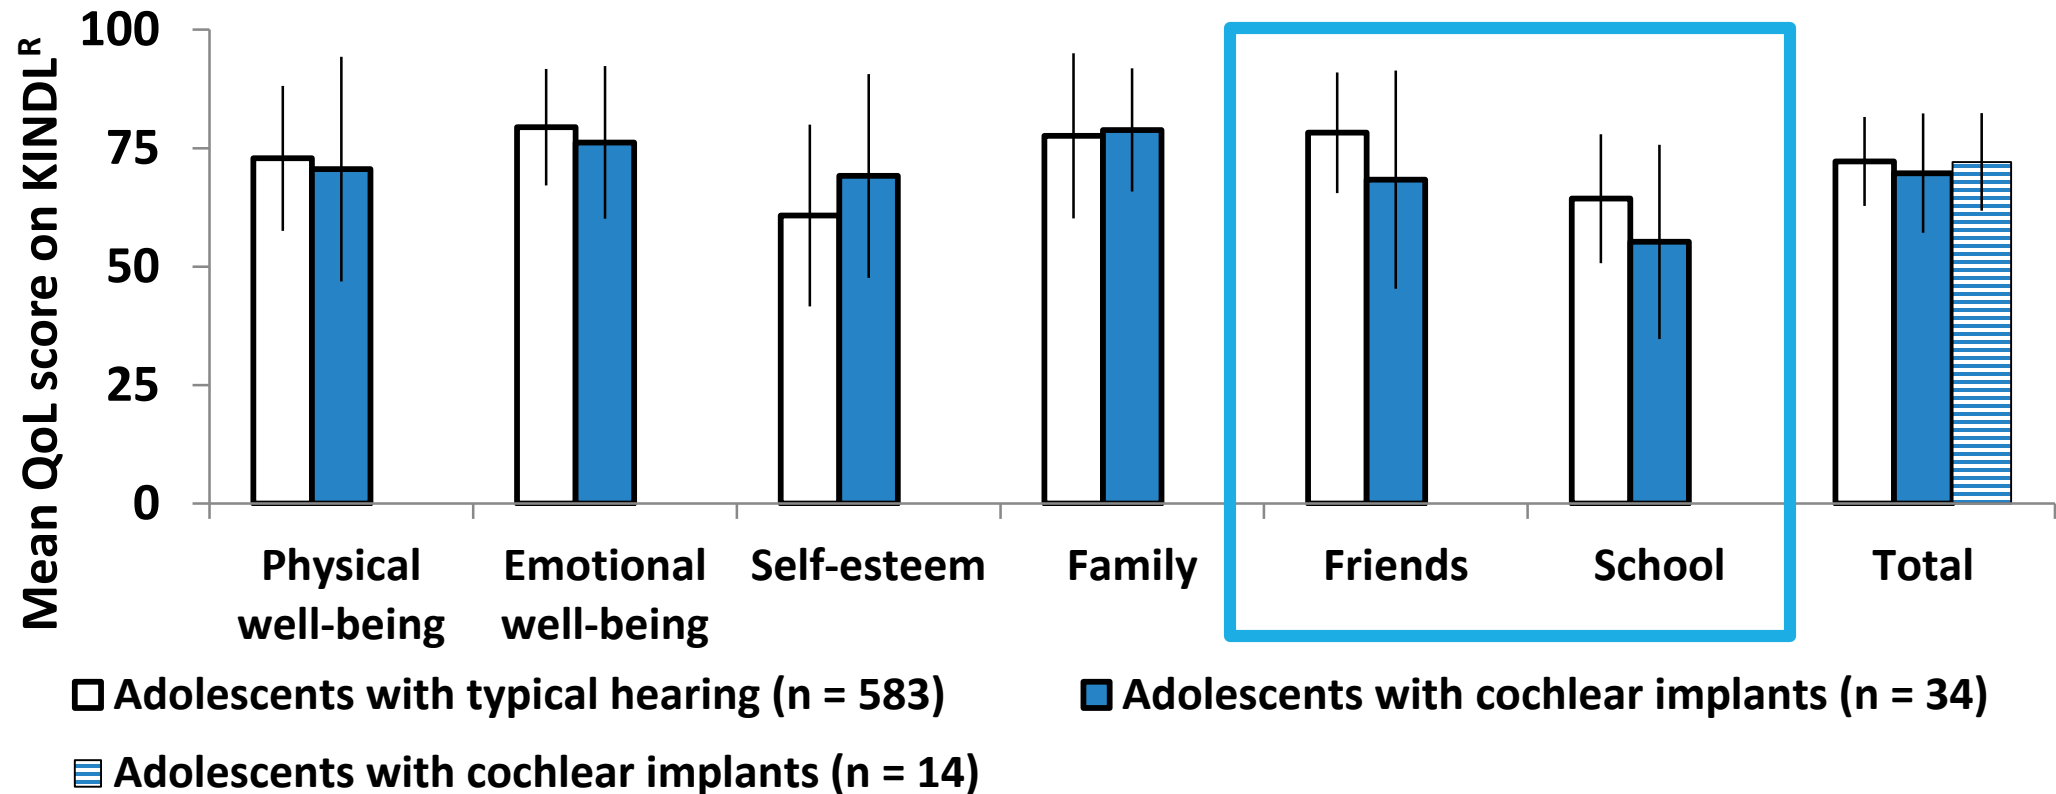 Mean QoL score on KINDLᴿ
100
75
50
25
0
Physical well-being
Emotional well-being
Self-esteem
Family
Friends
School
Total
Adolescents with typical hearing (n = 583)
Adolescents with cochlear implants (n = 34)
Adolescents with cochlear implants (n = 14)